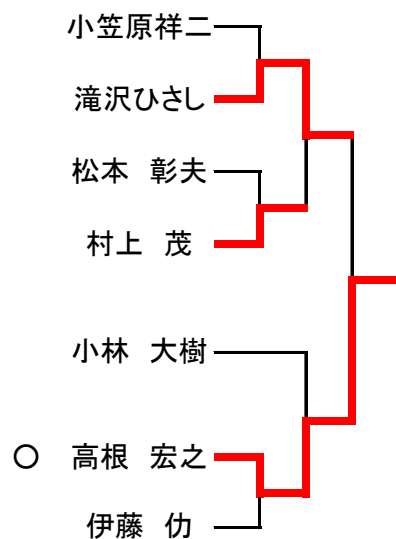 小笠原祥二
滝沢ひさし
松本　彰夫
村上　茂
小林　大樹
○　高根　宏之
伊藤　仂